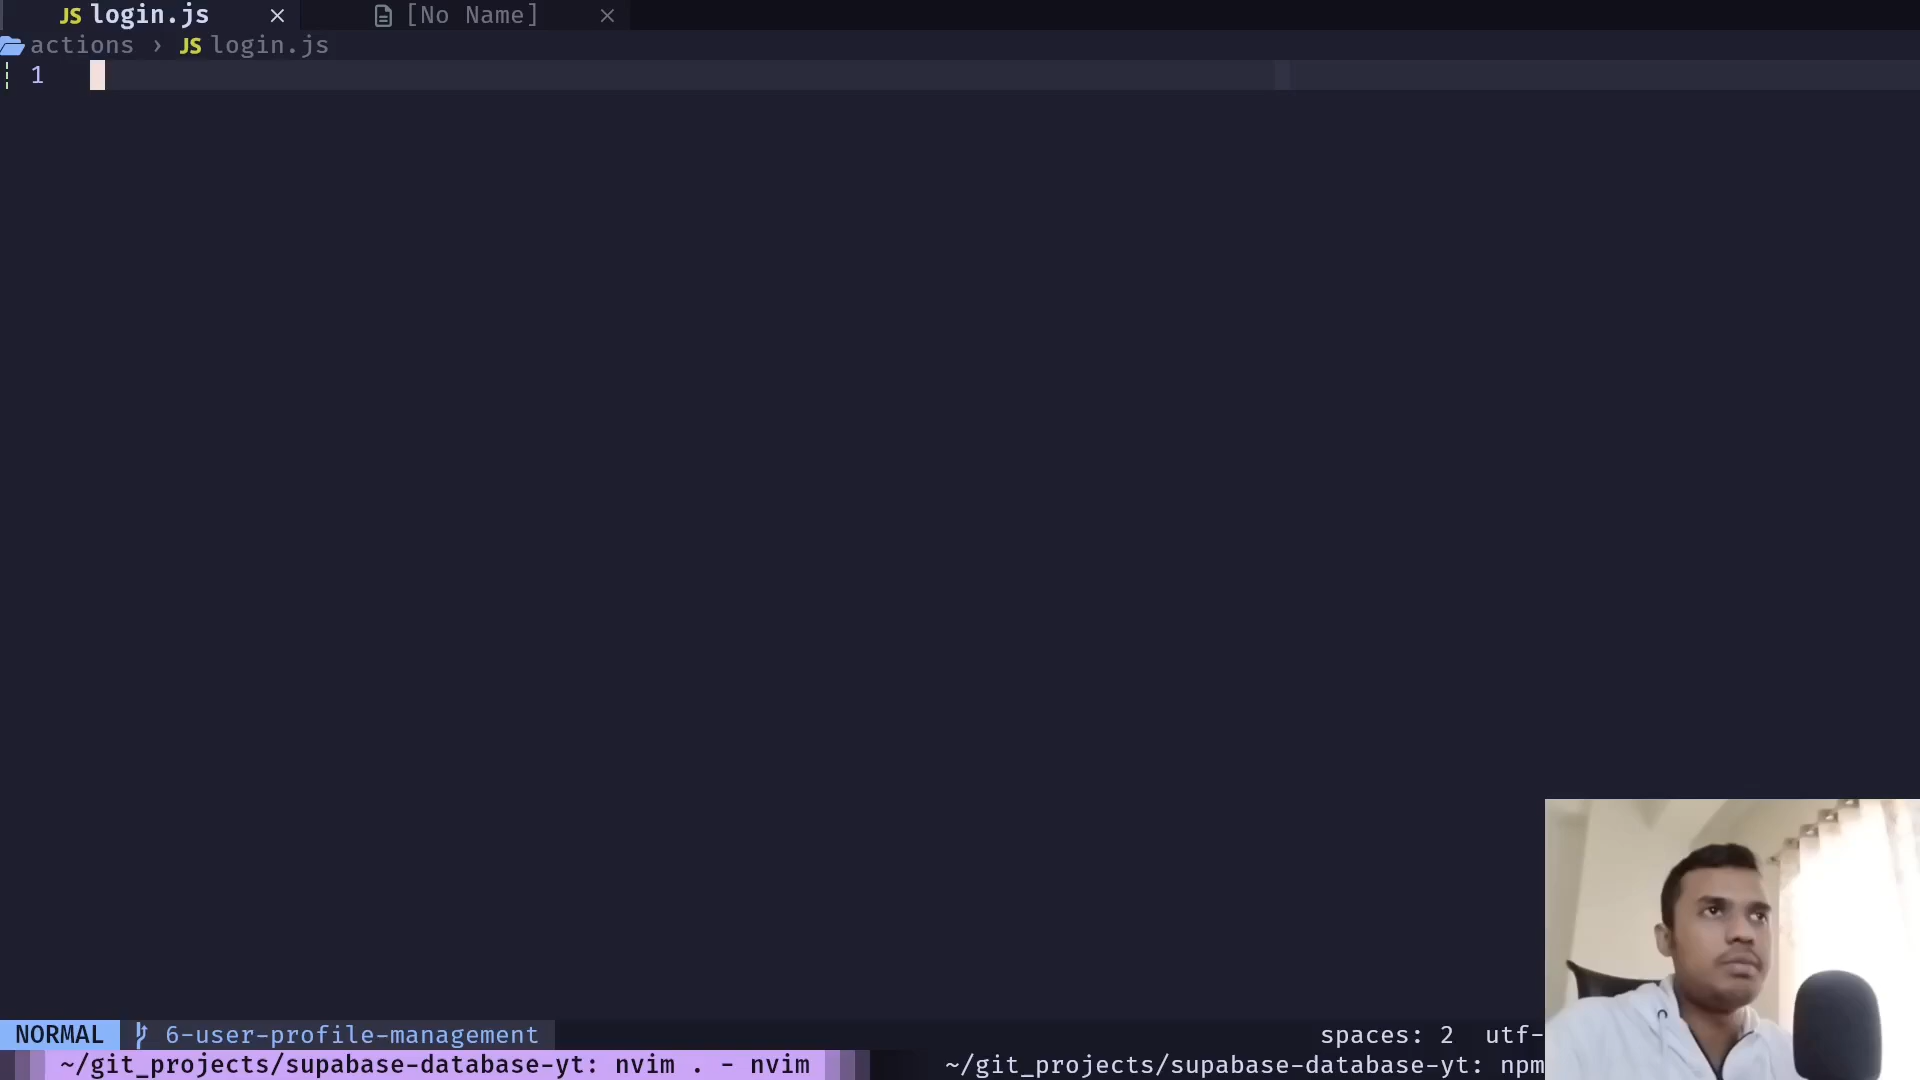 JS login.js × [No Name] ×
actions › JS login.js
1
NORMAL 6-user-profile-management spaces: 2 utf-
~/git_projects/supabase-database-yt: nvim . - nvim ~/git_projects/supabase-database-yt: npm